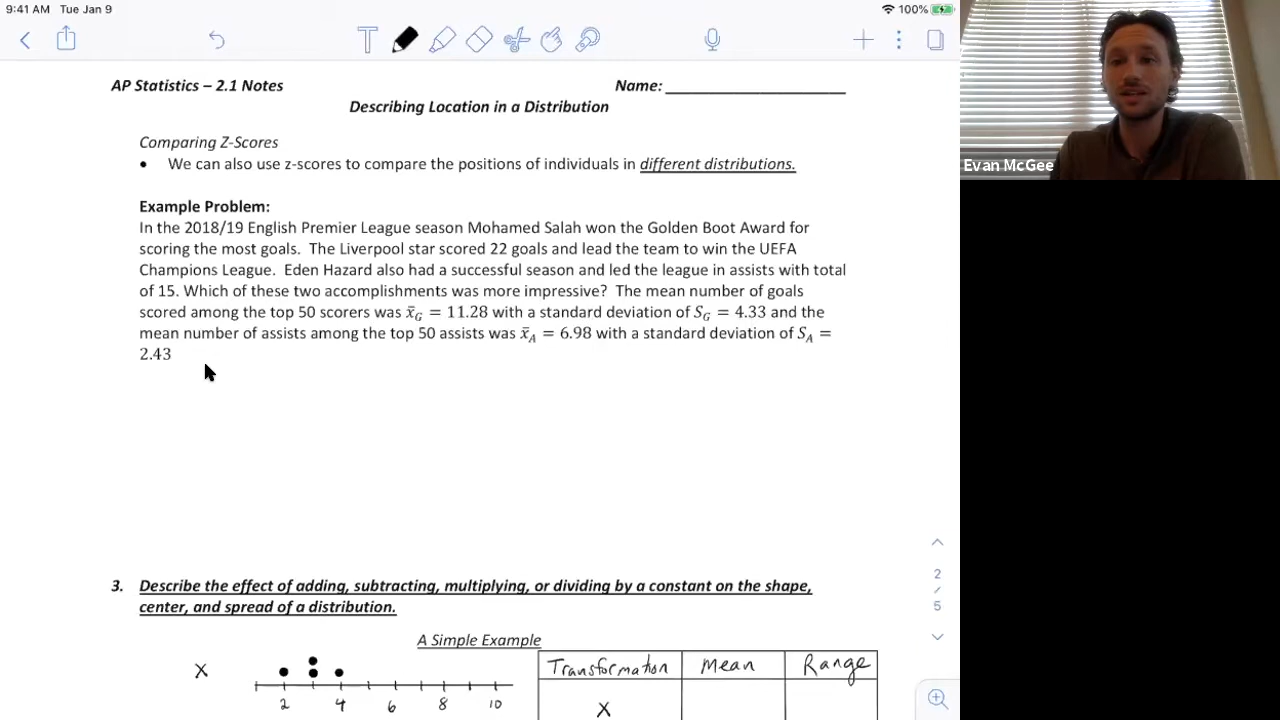 9:41 AM Tue Jan 9
100%
AP Statistics – 2.1 Notes Name: ______________________
Describing Location in a Distribution
Comparing Z-Scores
• We can also use z-scores to compare the positions of individuals in different distributions.
Example Problem:
In the 2018/19 English Premier League season Mohamed Salah won the Golden Boot Award for
scoring the most goals. The Liverpool star scored 22 goals and lead the team to win the UEFA
Champions League. Eden Hazard also had a successful season and led the league in assists with total
of 15. Which of these two accomplishments was more impressive? The mean number of goals
scored among the top 50 scorers was x̄_G = 11.28 with a standard deviation of S_G = 4.33 and the
mean number of assists among the top 50 assists was x̄_A = 6.98 with a standard deviation of S_A =
2.43
3. Describe the effect of adding, subtracting, multiplying, or dividing by a constant on the shape,
center, and spread of a distribution.
A Simple Example
X
2 4 6 8 10
Transformation Mean Range
X
2
/
5
T
Evan McGee